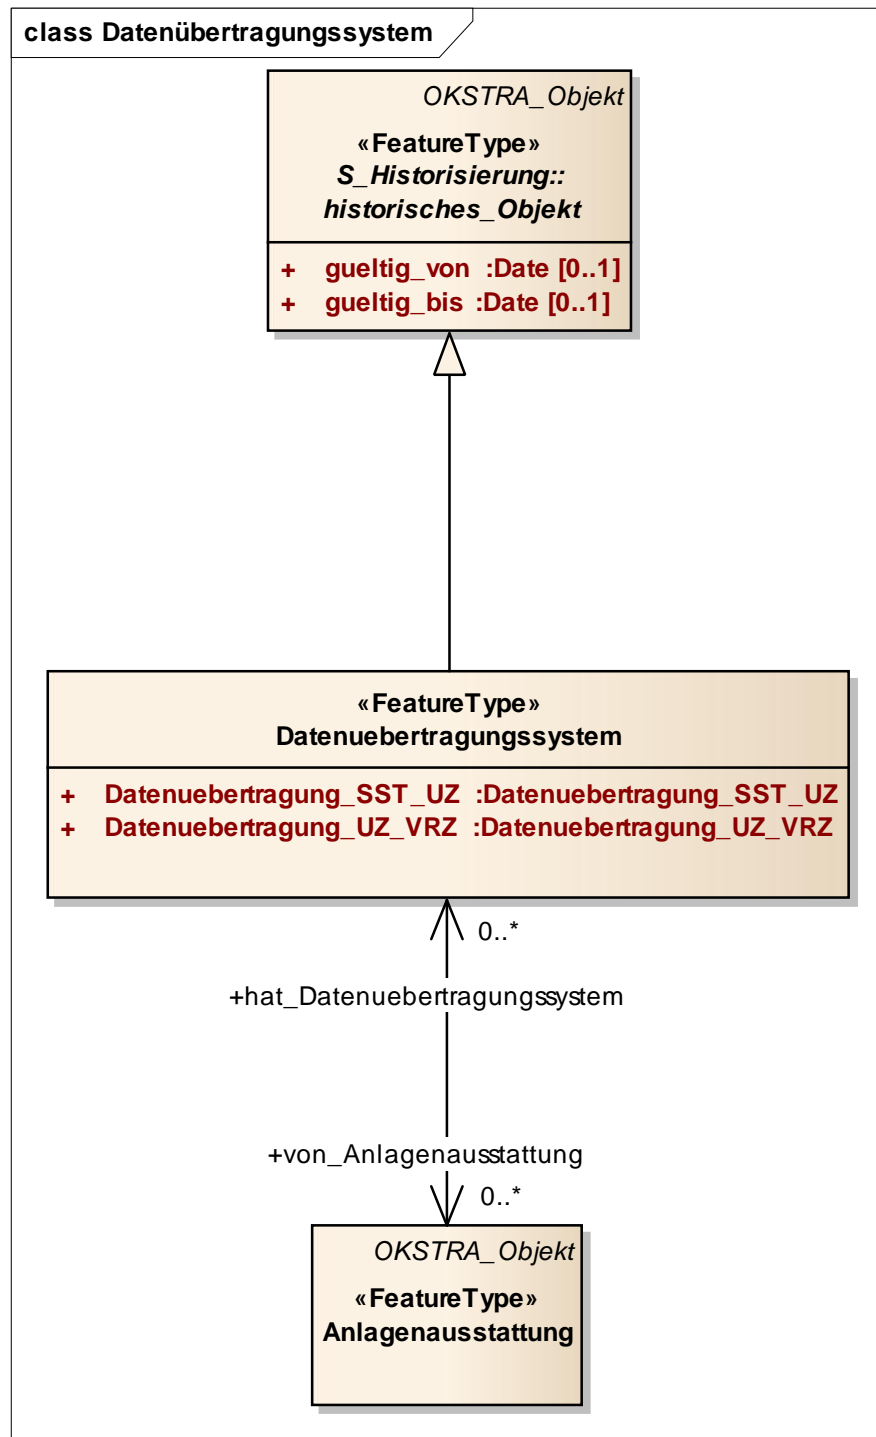 class Datenübertragungssystem
OKSTRA_Objekt
«FeatureType»
S_Historisierung::
historisches_Objekt
+ gueltig_von :Date [0..1]
+ gueltig_bis :Date [0..1]
«FeatureType»
Datenuebertragungssystem
+ Datenuebertragung_SST_UZ :Datenuebertragung_SST_UZ
+ Datenuebertragung_UZ_VRZ :Datenuebertragung_UZ_VRZ
0..*
+hat_Datenuebertragungssystem
+von_Anlagenausstattung
0..*
OKSTRA_Objekt
«FeatureType»
Anlagenausstattung